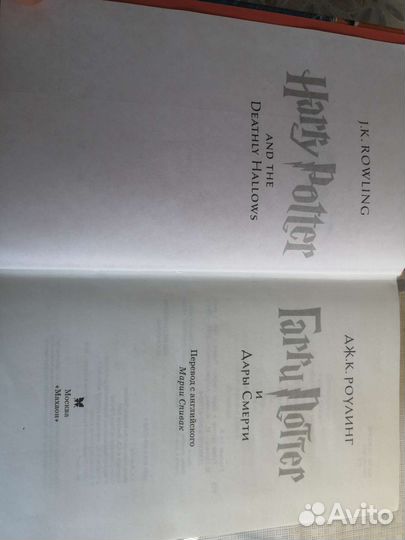 J.K. ROWLING
Harry Potter
AND THE
DEATHLY HALLOWS
ДЖ.К. РОУЛИНГ
Гарри Поттер
И
ДАРЫ СМЕРТИ
Перевод с английского
Марии Спивак
Москва
«Махаон»
Avito